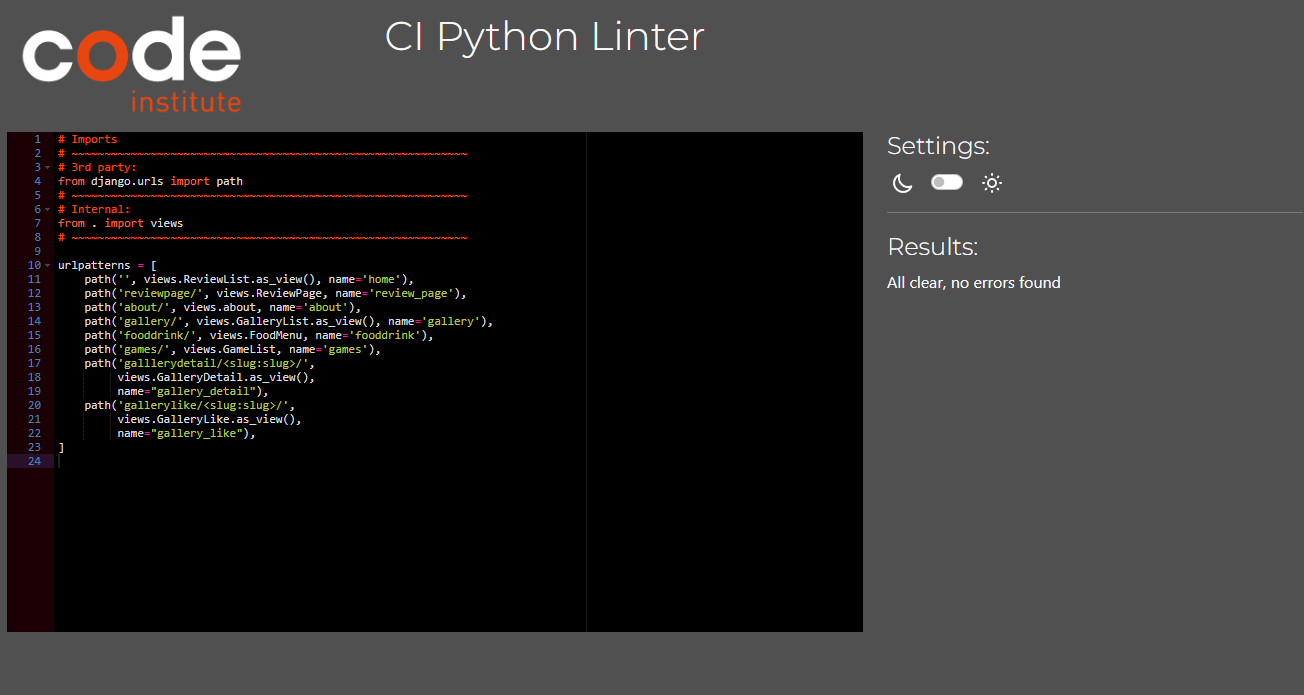 code
institute
CI Python Linter
1 # Imports
2 # ~~~~~~~~~~~~~~~~~~~~~~~~~~~~~~~~~~~~~~~~~~~~~~~~~~~~~~~~~~~~
3 # 3rd party:
4 from django.urls import path
5 # ~~~~~~~~~~~~~~~~~~~~~~~~~~~~~~~~~~~~~~~~~~~~~~~~~~~~~~~~~~~~
6 # Internal:
7 from . import views
8 # ~~~~~~~~~~~~~~~~~~~~~~~~~~~~~~~~~~~~~~~~~~~~~~~~~~~~~~~~~~~~
9
10 urlpatterns = [
11     path('', views.ReviewList.as_view(), name='home'),
12     path('reviewpage/', views.ReviewPage, name='review_page'),
13     path('about/', views.about, name='about'),
14     path('gallery/', views.GalleryList.as_view(), name='gallery'),
15     path('fooddrink/', views.FoodMenu, name='fooddrink'),
16     path('games/', views.GameList, name='games'),
17     path('galllerydetail/<slug:slug>/',
18          views.GalleryDetail.as_view(),
19          name="gallery_detail"),
20     path('gallerylike/<slug:slug>/',
21          views.GalleryLike.as_view(),
22          name="gallery_like"),
23 ]
24
Settings:
Results:
All clear, no errors found